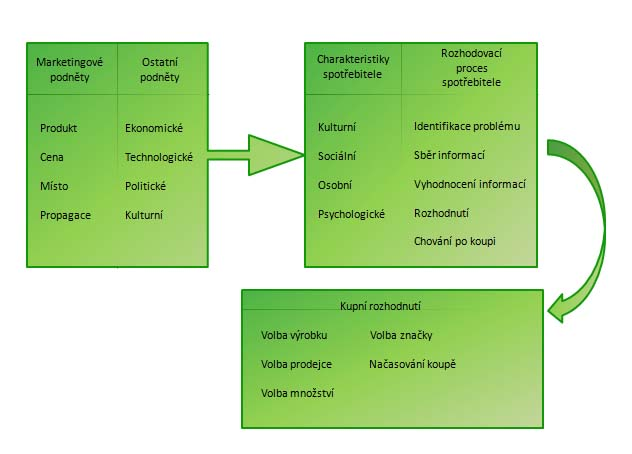 Marketingové
podněty
Ostatní
podněty
Produkt
Ekonomické
Cena
Technologické
Místo
Politické
Propagace
Kulturní
Charakteristiky
spotřebitele
Rozhodovací
proces
spotřebitele
Kulturní
Identifikace problému
Sociální
Sběr informací
Osobní
Vyhodnocení informací
Psychologické
Rozhodnutí
Chování po koupi
Kupní rozhodnutí
Volba výrobku
Volba značky
Volba prodejce
Načasování koupě
Volba množství